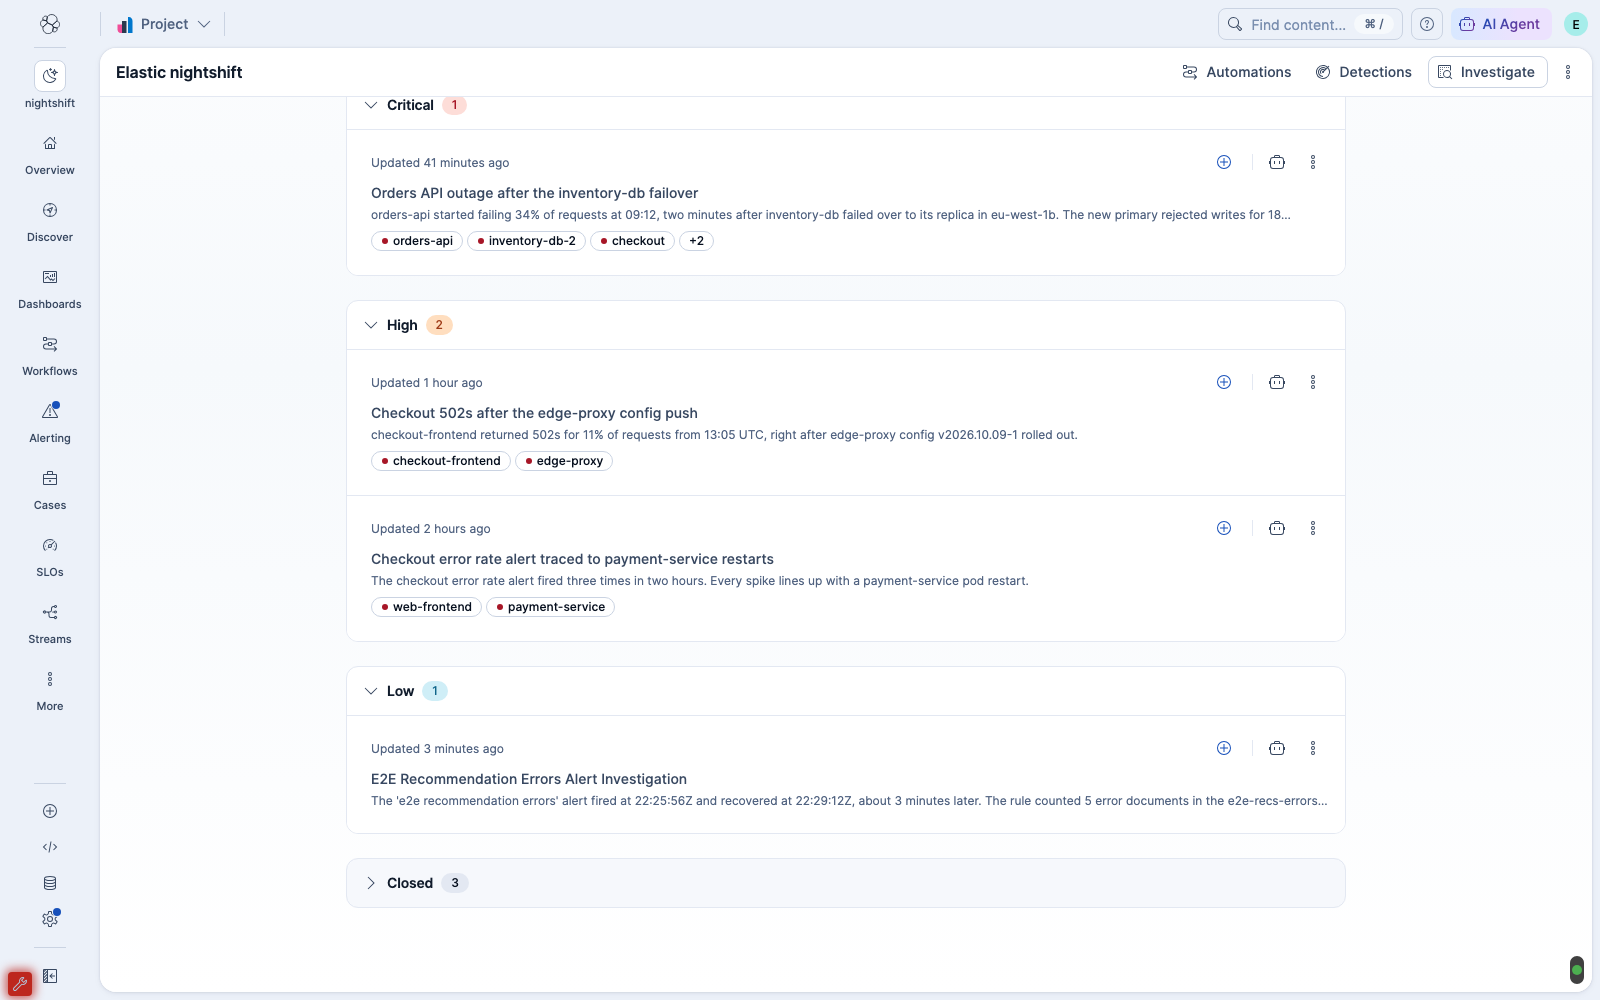 Project
Find content...
⌘ /
AI Agent
E
Elastic nightshift
Automations
Detections
Investigate
nightshift
Overview
Discover
Dashboards
Workflows
Alerting
Cases
SLOs
Streams
More
Critical 1
Updated 41 minutes ago
Orders API outage after the inventory-db failover
orders-api started failing 34% of requests at 09:12, two minutes after inventory-db failed over to its replica in eu-west-1b. The new primary rejected writes for 18...
orders-api inventory-db-2 checkout +2
High 2
Updated 1 hour ago
Checkout 502s after the edge-proxy config push
checkout-frontend returned 502s for 11% of requests from 13:05 UTC, right after edge-proxy config v2026.10.09-1 rolled out.
checkout-frontend edge-proxy
Updated 2 hours ago
Checkout error rate alert traced to payment-service restarts
The checkout error rate alert fired three times in two hours. Every spike lines up with a payment-service pod restart.
web-frontend payment-service
Low 1
Updated 3 minutes ago
E2E Recommendation Errors Alert Investigation
The 'e2e recommendation errors' alert fired at 22:25:56Z and recovered at 22:29:12Z, about 3 minutes later. The rule counted 5 error documents in the e2e-recs-errors...
Closed 3